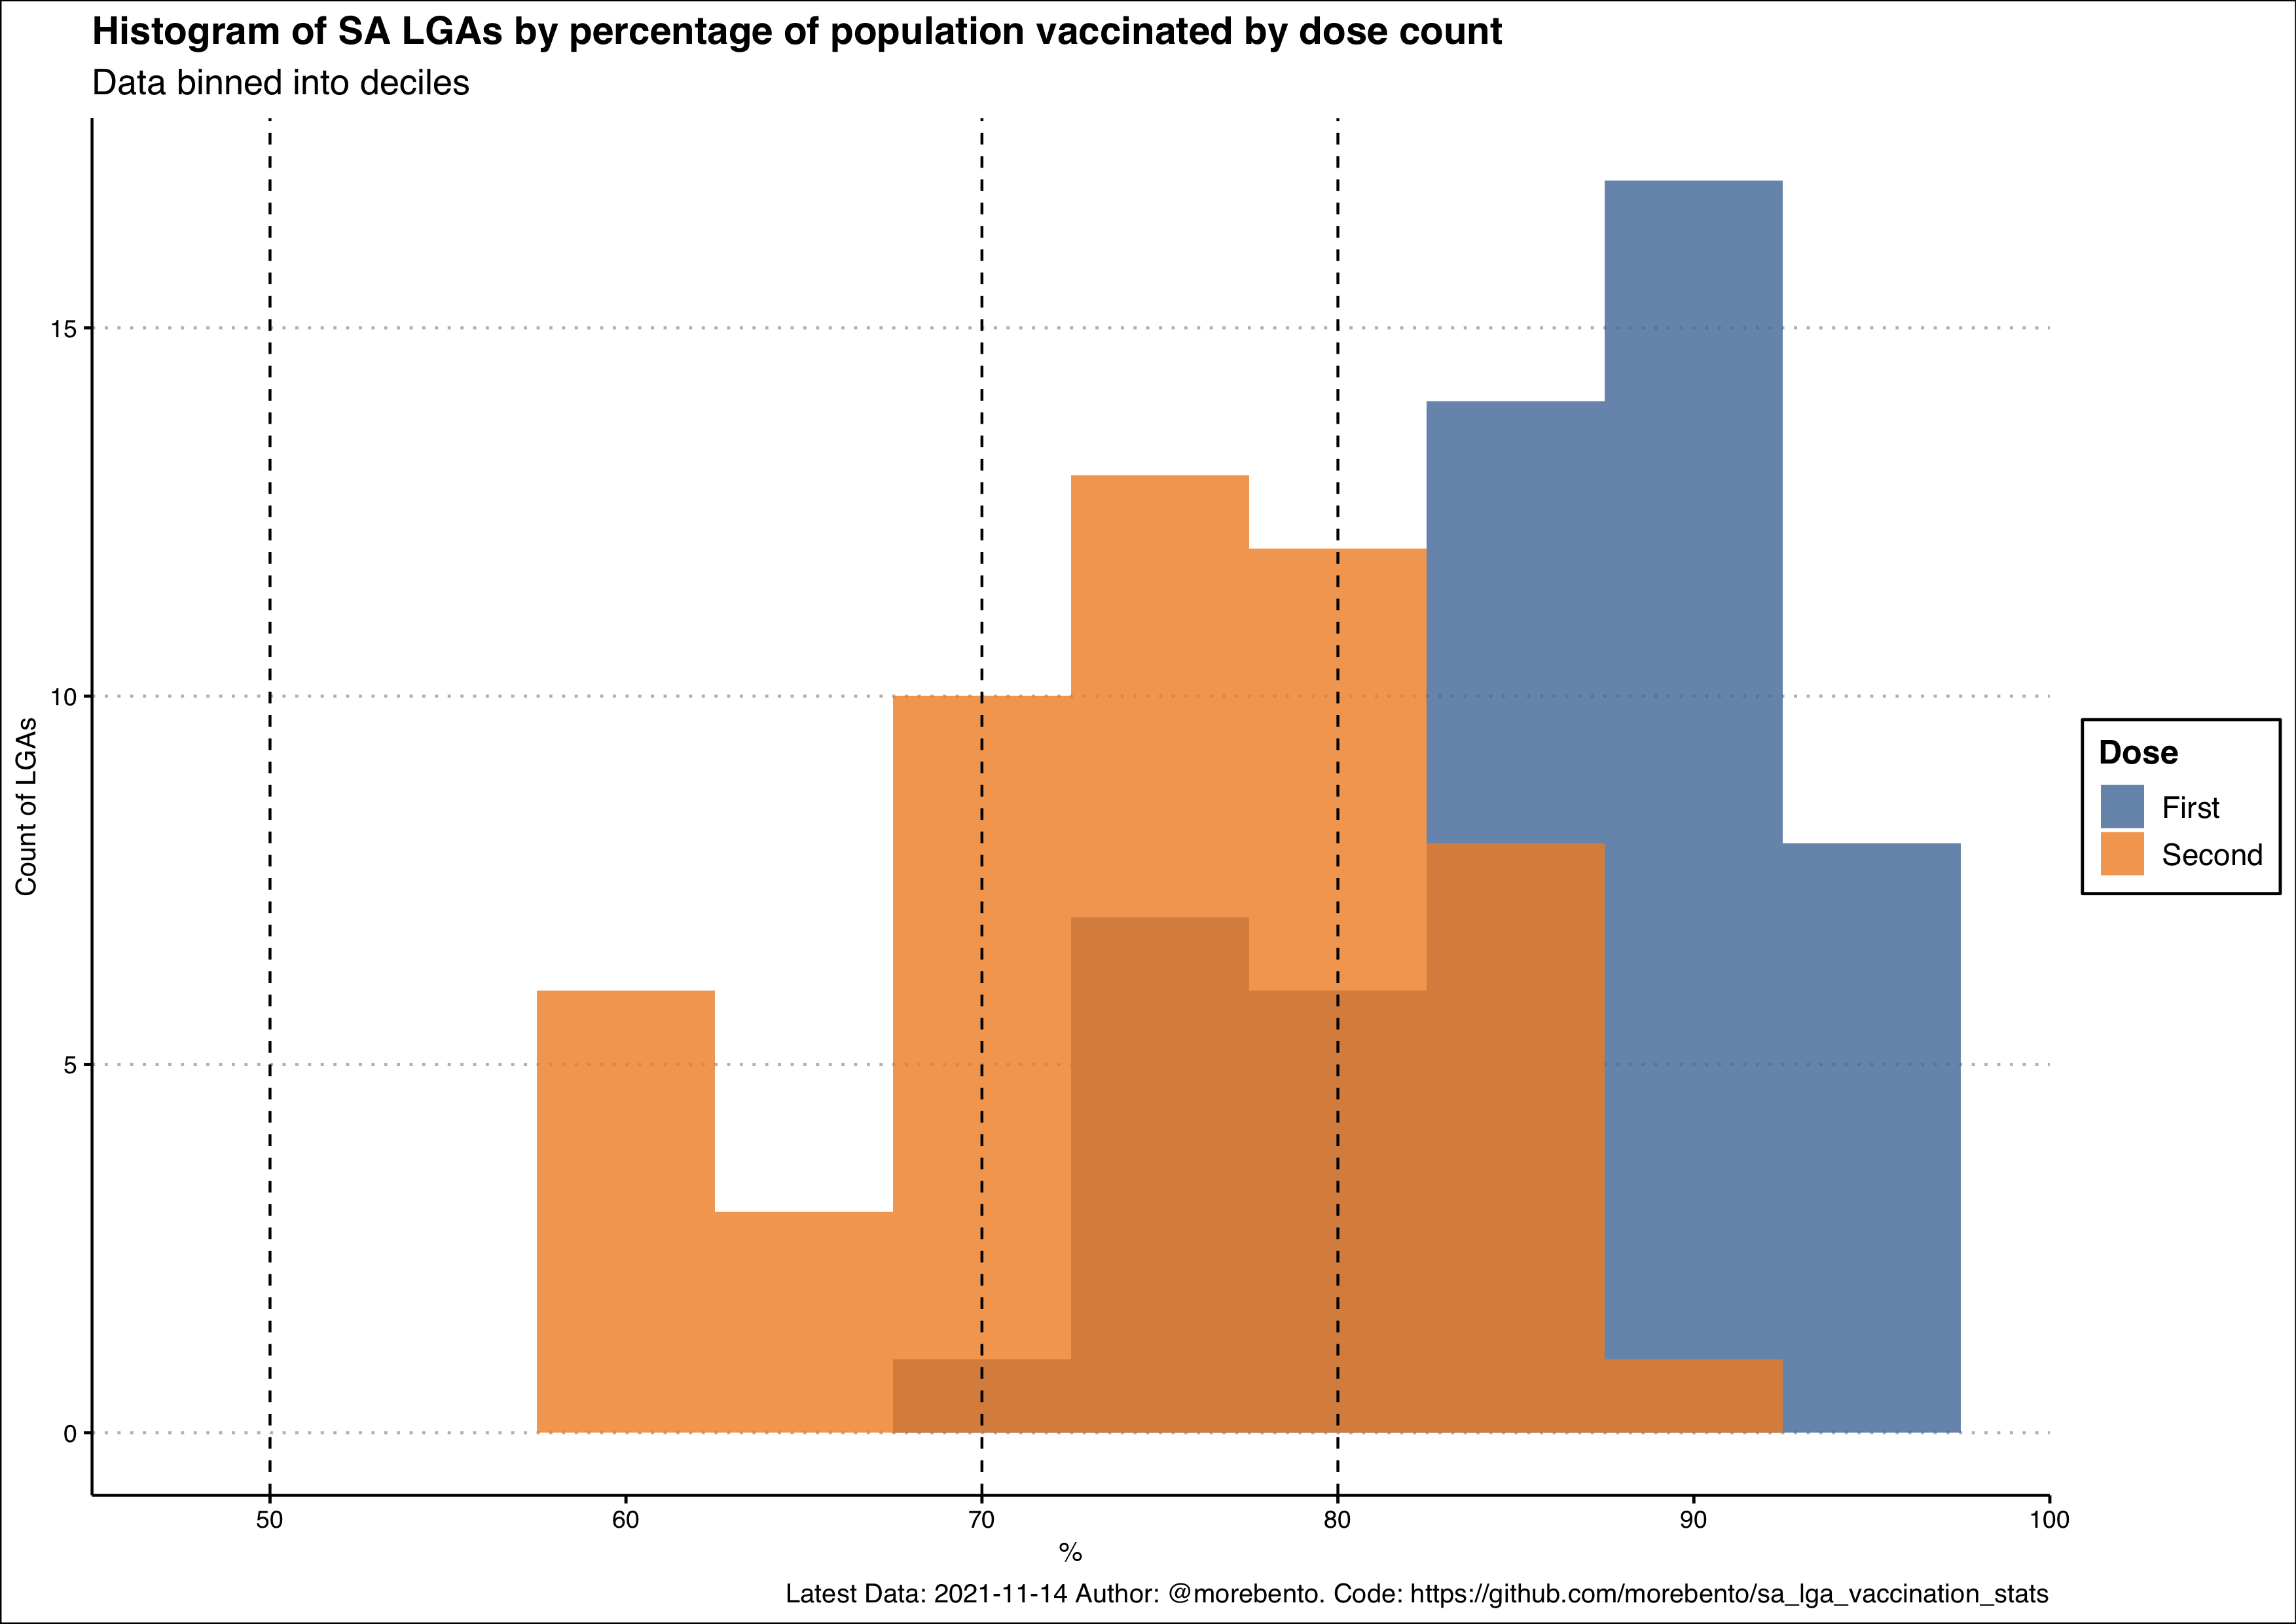 Histogram of SA LGAs by percentage of population vaccinated by dose count
Data binned into deciles
Count of LGAs
15
10
5
0
50 60 70 80 90 100
%
Dose
First
Second
Latest Data: 2021-11-14 Author: @morebento. Code: https://github.com/morebento/sa_lga_vaccination_stats